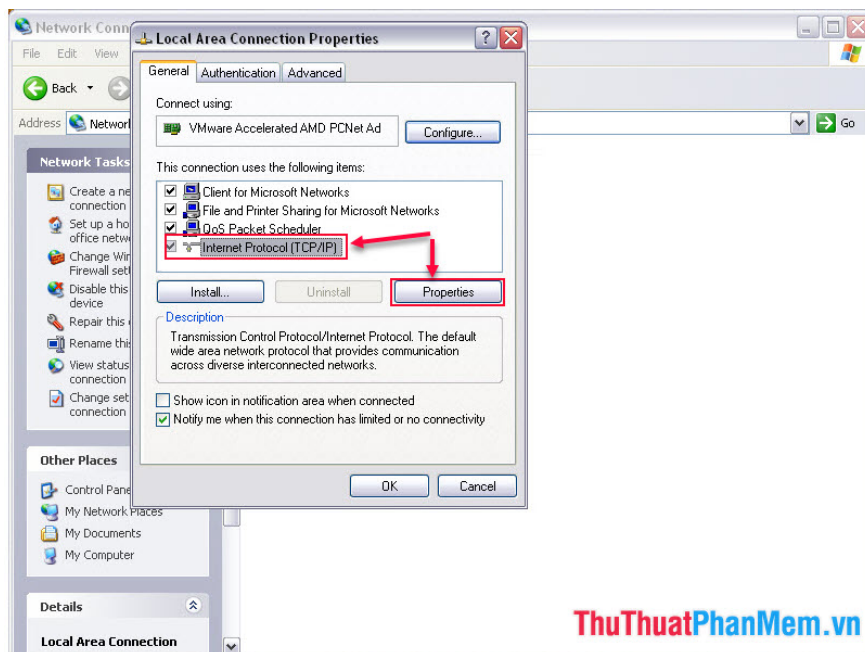 Network Conn
File Edit View
Back
Address Network
Go
Network Tasks
Create a ne
connection
Set up a ho
office netw
Change Win
Firewall sett
Disable this
device
Repair this
Rename this
View status
connection
Change set
connection
Other Places
Control Pane
My Network Places
My Documents
My Computer
Details
Local Area Connection
Local Area Connection Properties
General Authentication Advanced
Connect using:
VMware Accelerated AMD PCNet Ad
Configure...
This connection uses the following items:
Client for Microsoft Networks
File and Printer Sharing for Microsoft Networks
QoS Packet Scheduler
Internet Protocol (TCP/IP)
Install... Uninstall Properties
Description
Transmission Control Protocol/Internet Protocol. The default
wide area network protocol that provides communication
across diverse interconnected networks.
Show icon in notification area when connected
Notify me when this connection has limited or no connectivity
OK Cancel
ThuThuatPhanMem.vn